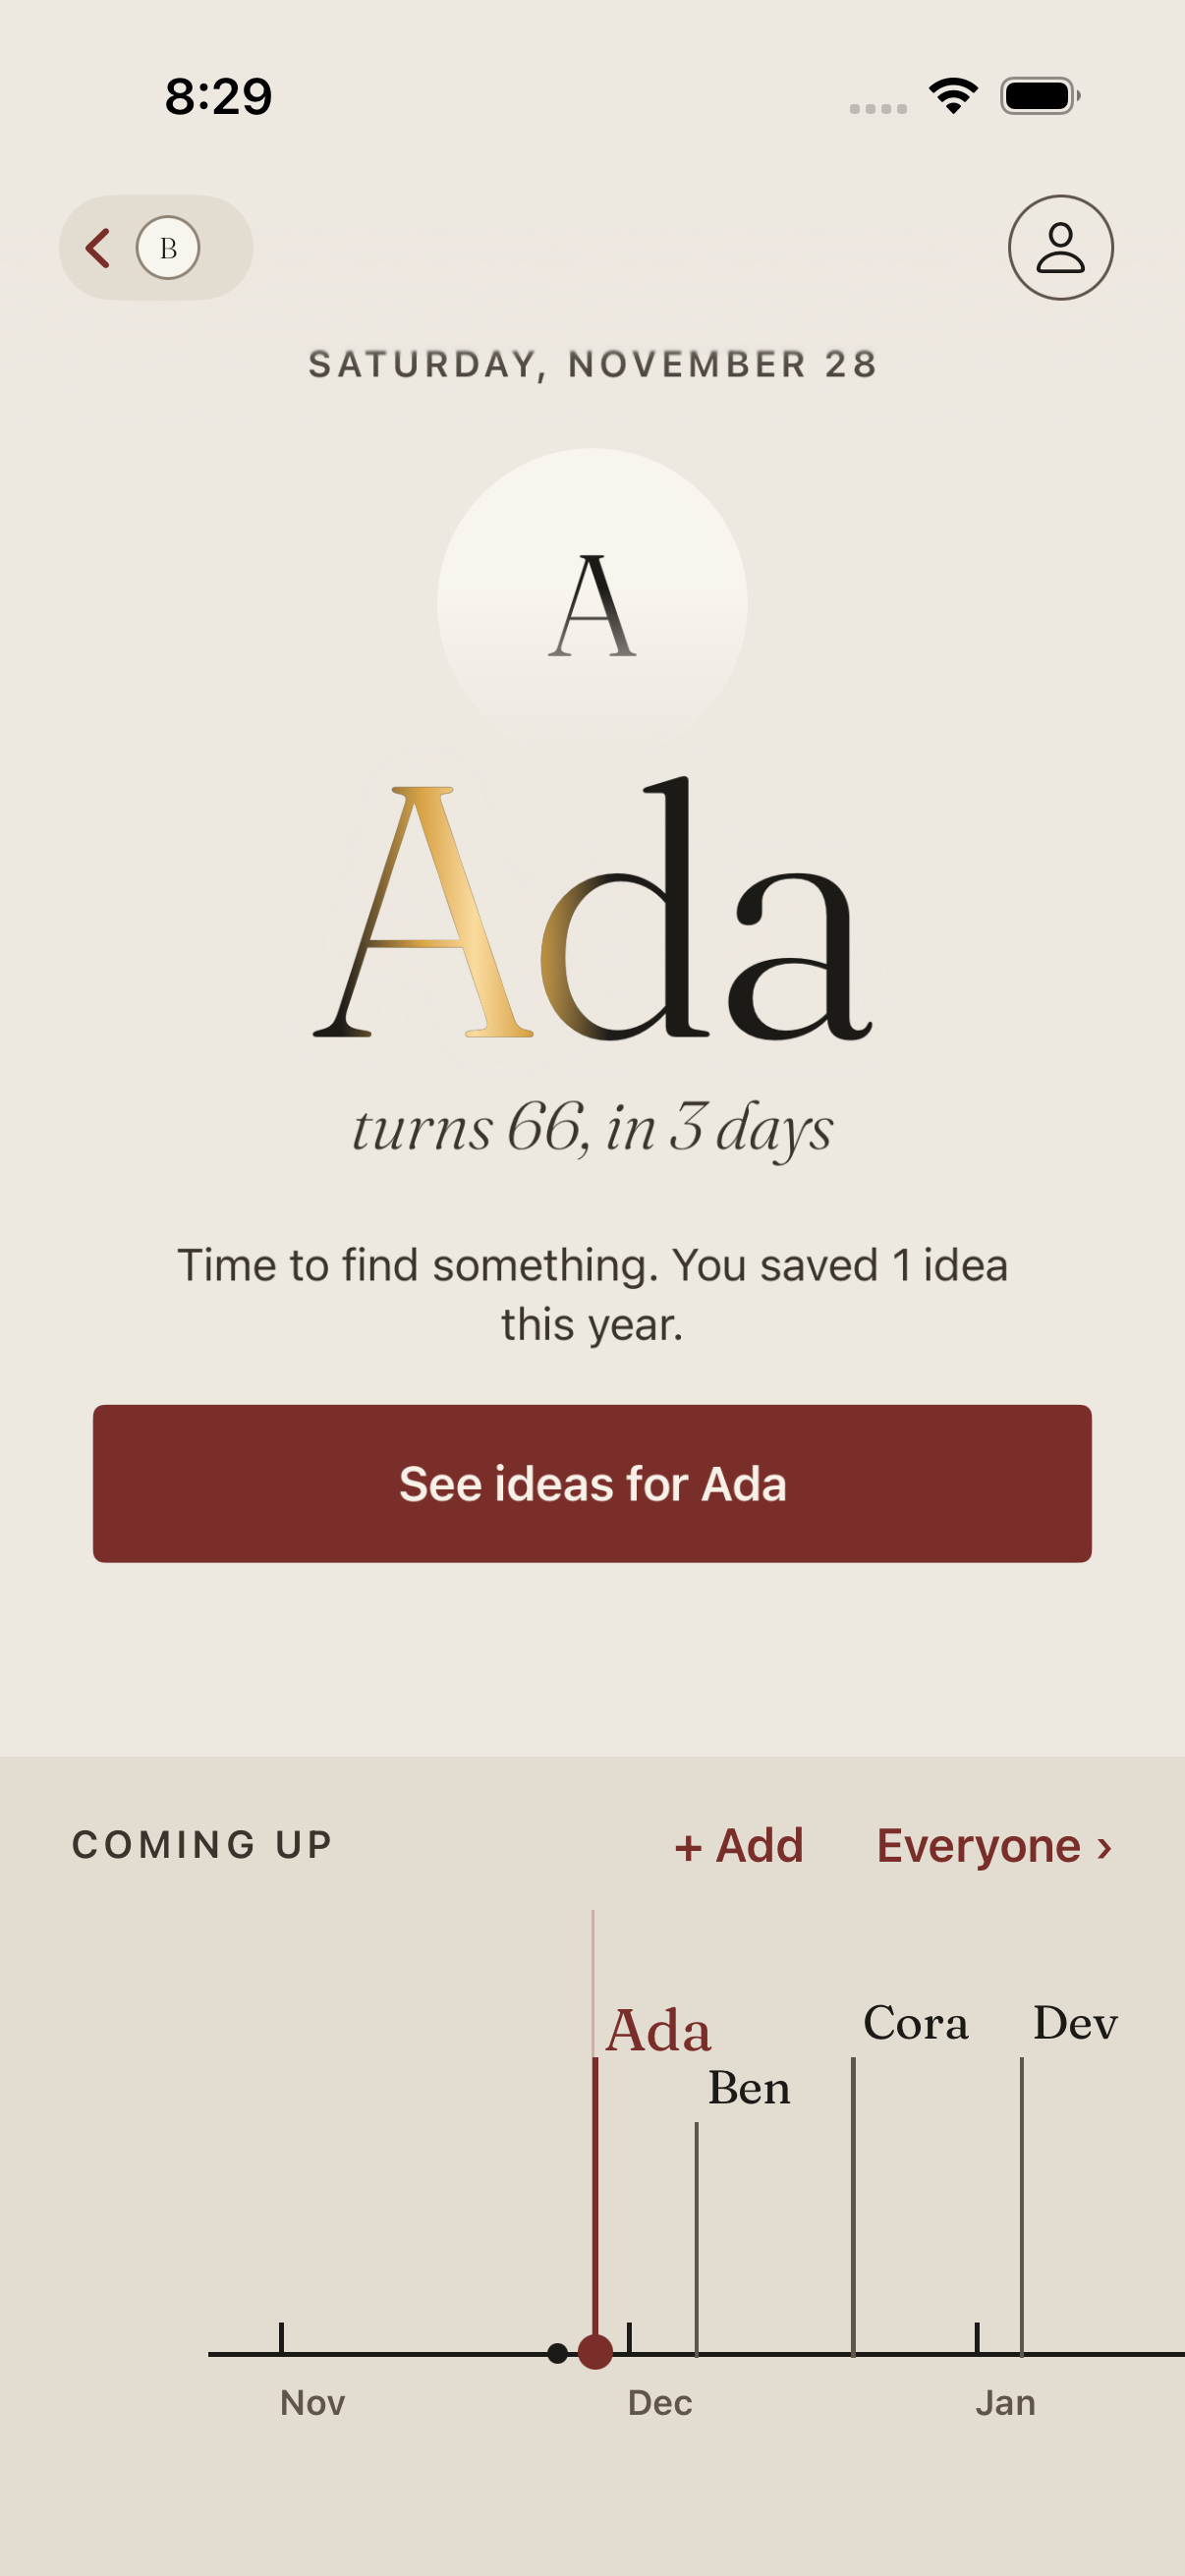 8:29
B
SATURDAY, NOVEMBER 28
A
Ada
turns 66, in 3 days
Time to find something. You saved 1 idea
this year.
See ideas for Ada
COMING UP
+ Add
Everyone ›
Ada
Cora
Dev
Ben
Nov
Dec
Jan